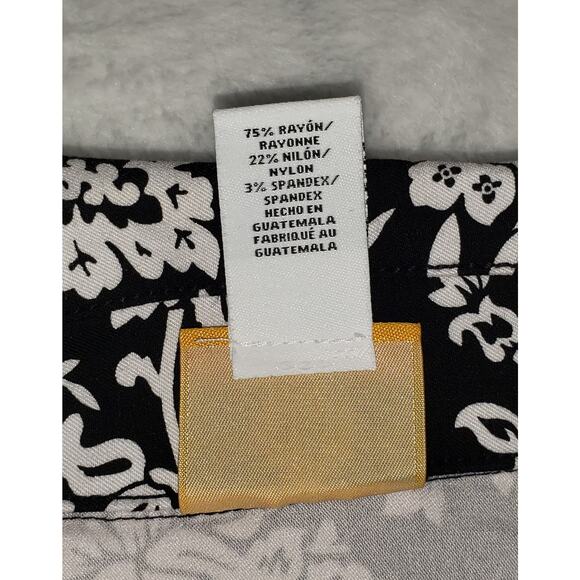 75% RAYÓN/
RAYONNE
22% NILÓN/
NYLON
3% SPANDEX/
SPANDEX
HECHO EN
GUATEMALA
FABRIQUÉ AU
GUATEMALA